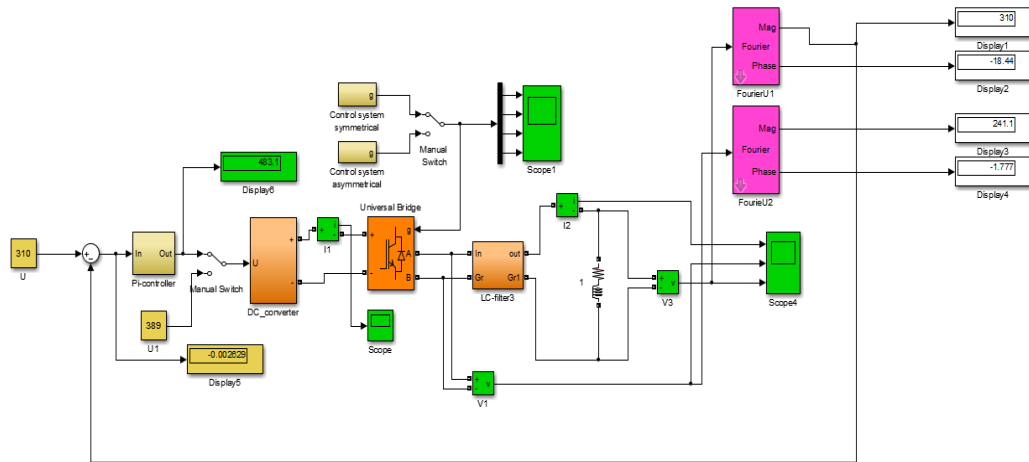 310
U
In Out
Pi-controller
483.1
Display6
Manual Switch
389
U1
-0.002629
Display5
U
+
-
DC_converter
g
Control system
symmetrical
g
Control system
asymmetrical
Manual
Switch
Scope1
+
-
i
I1
Scope
Universal Bridge
g
+
-
A
B
In out
Gr Gr1
LC-filter3
+
-
i
I2
1
+
-
v
V3
+
-
v
V1
Scope4
Mag
Fourier
Phase
FourierU1
Mag
Fourier
Phase
FourieU2
310
Display1
-18.44
Display2
241.1
Display3
-1.777
Display4